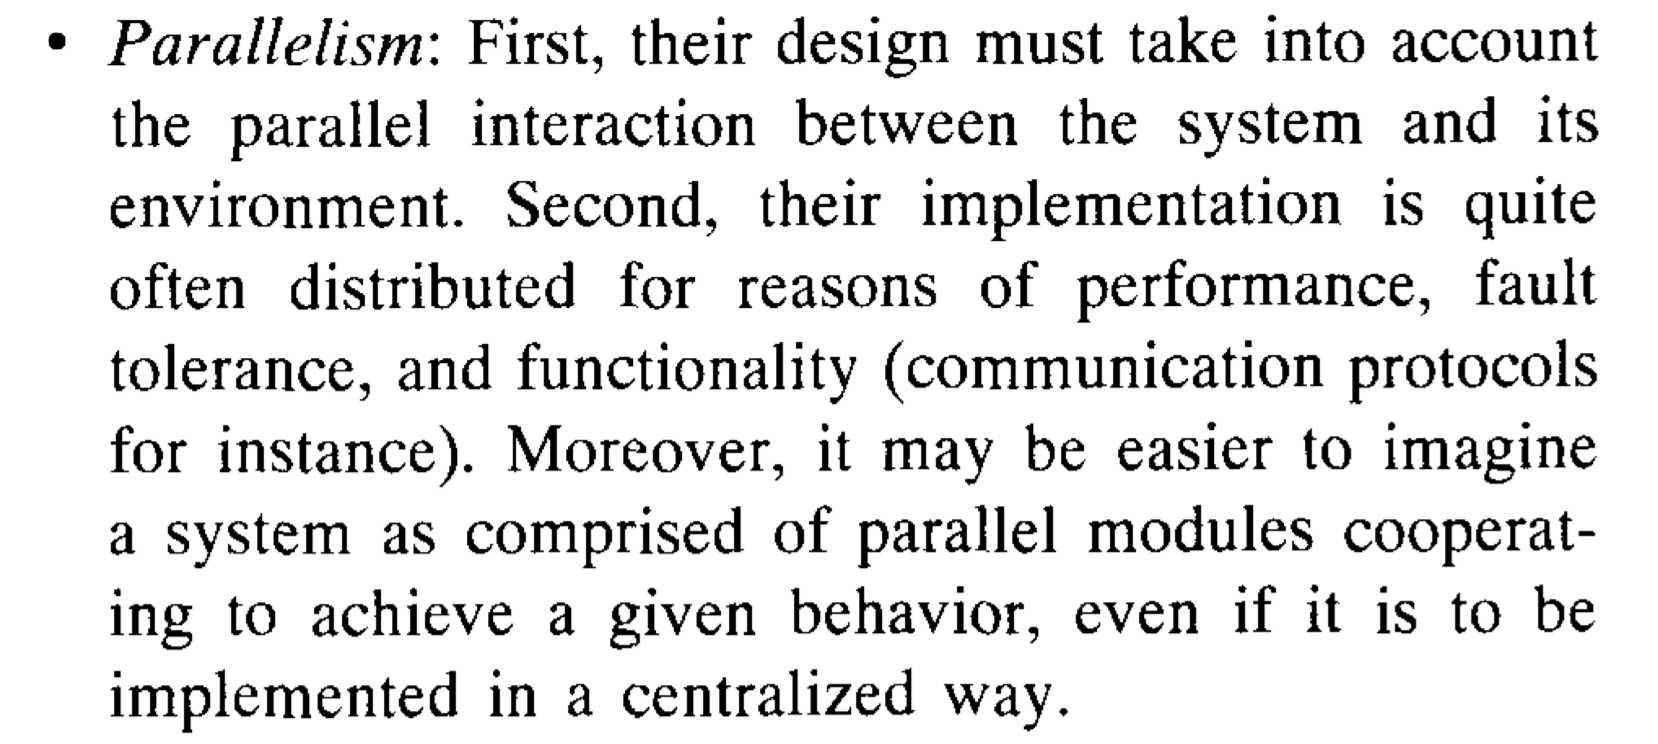 • Parallelism: First, their design must take into account
the parallel interaction between the system and its
environment. Second, their implementation is quite
often distributed for reasons of performance, fault
tolerance, and functionality (communication protocols
for instance). Moreover, it may be easier to imagine
a system as comprised of parallel modules cooperat-
ing to achieve a given behavior, even if it is to be
implemented in a centralized way.